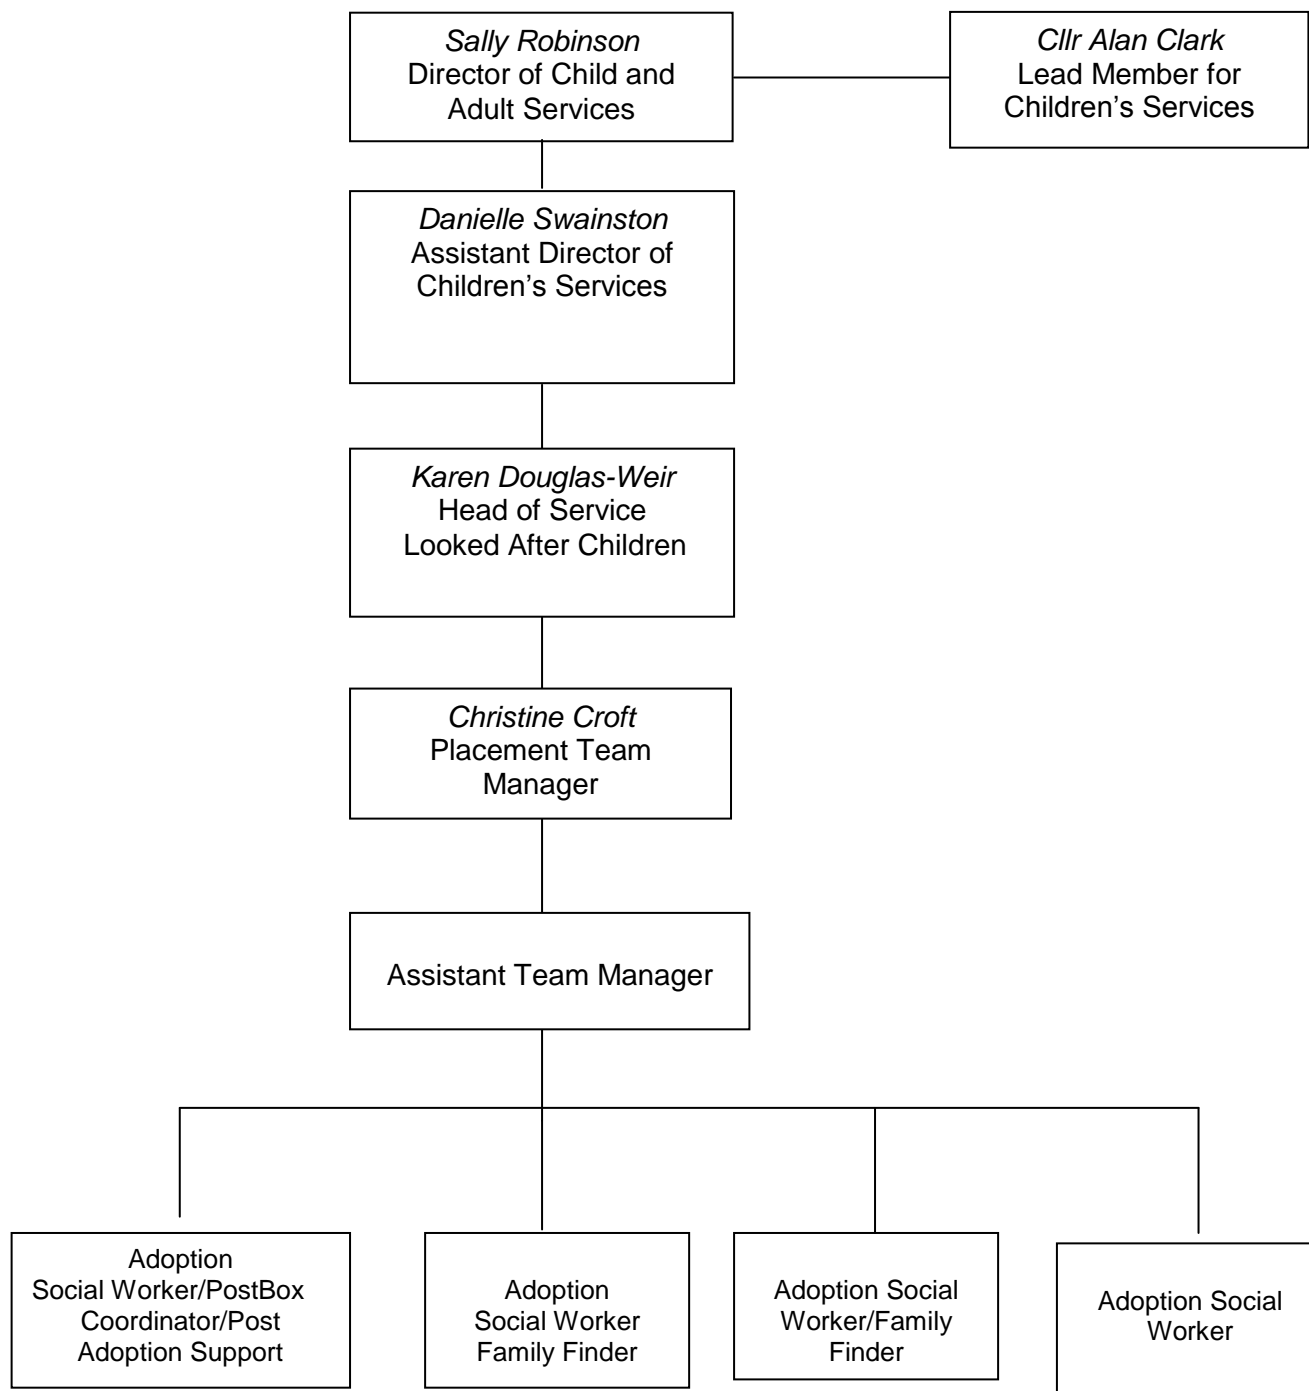 Sally Robinson
Director of Child and
Adult Services
Cllr Alan Clark
Lead Member for
Children’s Services
Danielle Swainston
Assistant Director of
Children’s Services
Karen Douglas-Weir
Head of Service
Looked After Children
Christine Croft
Placement Team
Manager
Assistant Team Manager
Adoption
Social Worker/PostBox
Coordinator/Post
Adoption Support
Adoption
Social Worker
Family Finder
Adoption Social
Worker/Family
Finder
Adoption Social
Worker